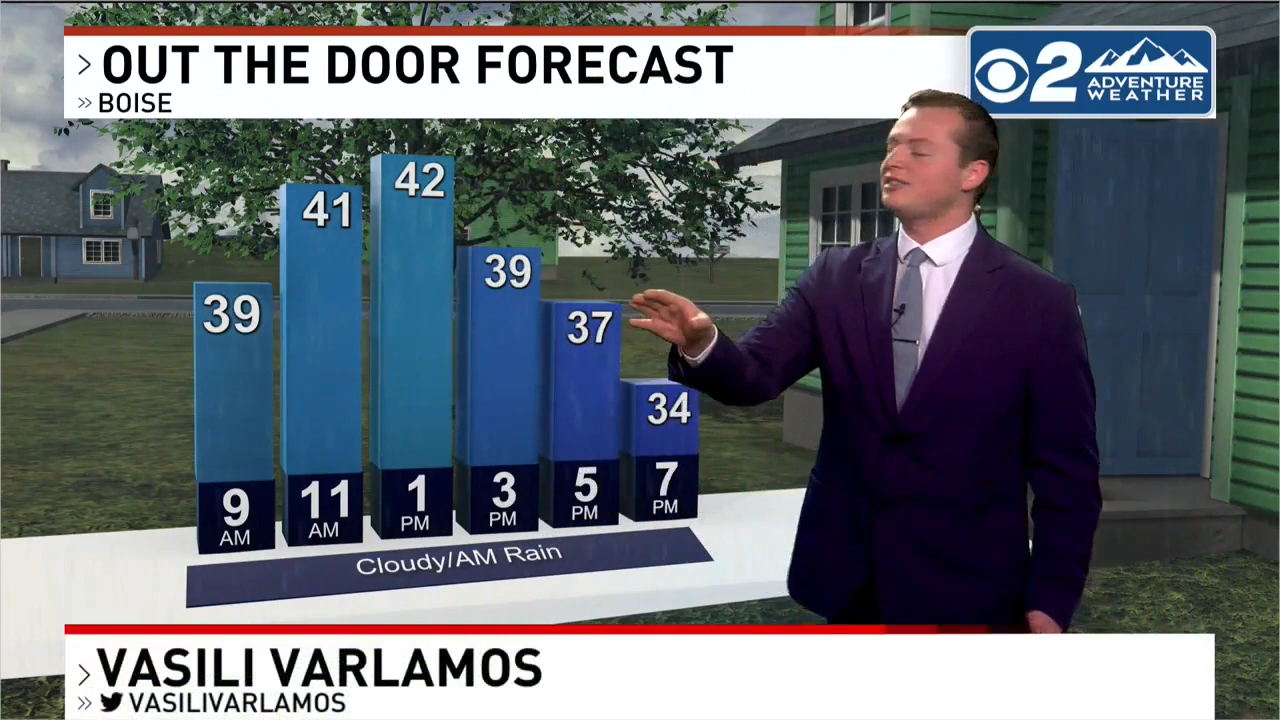 OUT THE DOOR FORECAST
BOISE
2 ADVENTURE WEATHER
39 41 42 39 37 34
9 AM 11 AM 1 PM 3 PM 5 PM 7 PM
Cloudy/AM Rain
VASILI VARLAMOS
VASILIVARLAMOS